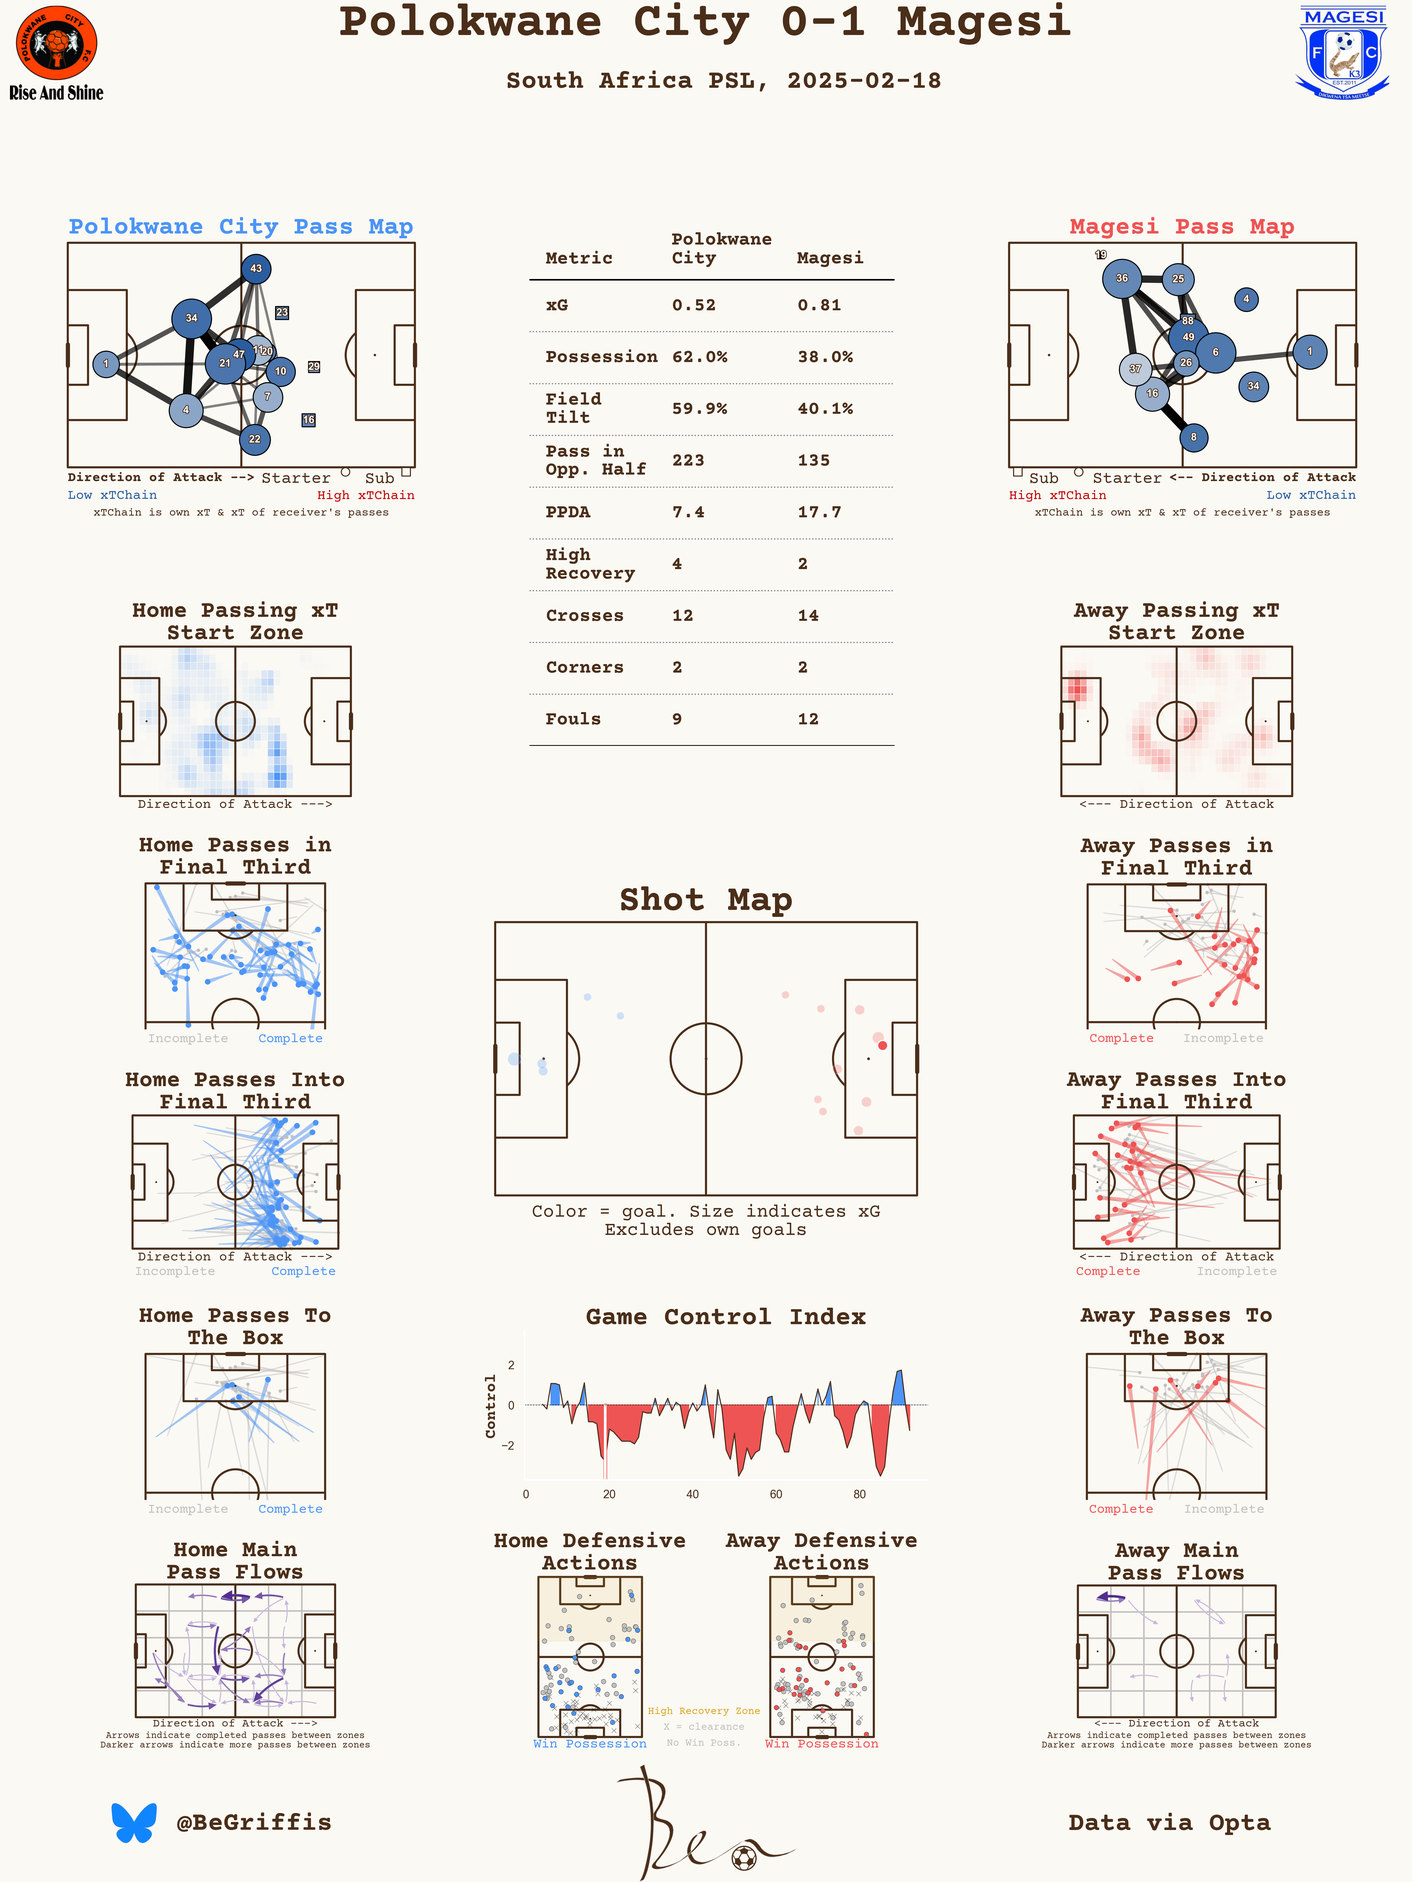 Polokwane City 0-1 Magesi
South Africa PSL, 2025-02-18
POLOKWANE CITY F.C
Rise And Shine
MAGESI
F C
K3
EST.2011
Polokwane City Pass Map
43
23
34
1
47
11
20
21
29
10
7
4
16
22
Direction of Attack --> Starter Sub
Low xTChain High xTChain
xTChain is own xT & xT of receiver's passes
Metric Polokwane City Magesi
xG 0.52 0.81
Possession 62.0% 38.0%
Field Tilt 59.9% 40.1%
Pass in Opp. Half 223 135
PPDA 7.4 17.7
High Recovery 4 2
Crosses 12 14
Corners 2 2
Fouls 9 12
Magesi Pass Map
19
36
25
4
88
49
6
1
26
37
34
16
8
Sub Starter <-- Direction of Attack
High xTChain Low xTChain
xTChain is own xT & xT of receiver's passes
Home Passing xT
Start Zone
Direction of Attack --->
Away Passing xT
Start Zone
<--- Direction of Attack
Home Passes in
Final Third
Incomplete Complete
Away Passes in
Final Third
Complete Incomplete
Shot Map
Color = goal. Size indicates xG
Excludes own goals
Home Passes Into
Final Third
Direction of Attack --->
Incomplete Complete
Away Passes Into
Final Third
<--- Direction of Attack
Complete Incomplete
Home Passes To
The Box
Incomplete Complete
Game Control Index
Control
2
0
−2
0 20 40 60 80
Away Passes To
The Box
Complete Incomplete
Home Main
Pass Flows
Direction of Attack --->
Arrows indicate completed passes between zones
Darker arrows indicate more passes between zones
Home Defensive
Actions
Win Possession
Away Defensive
Actions
Win Possession
High Recovery Zone
X = clearance
No Win Poss.
Away Main
Pass Flows
<--- Direction of Attack
Arrows indicate completed passes between zones
Darker arrows indicate more passes between zones
@BeGriffis
Ben
Data via Opta